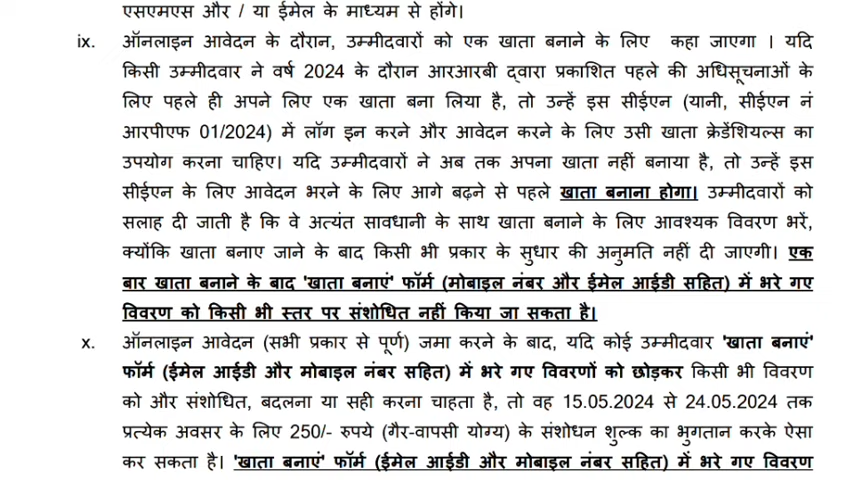 एसएमएस और / या ईमेल के माध्यम से होंगे।
ix. ऑनलाइन आवेदन के दौरान, उम्मीदवारों को एक खाता बनाने के लिए कहा जाएगा । यदि
किसी उम्मीदवार ने वर्ष 2024 के दौरान आरआरबी द्वारा प्रकाशित पहले की अधिसूचनाओं के
लिए पहले ही अपने लिए एक खाता बना लिया है, तो उन्हें इस सीईएन (यानी, सीईएन नं
आरपीएफ 01/2024) में लॉग इन करने और आवेदन करने के लिए उसी खाता क्रेडेंशियल्स का
उपयोग करना चाहिए। यदि उम्मीदवारों ने अब तक अपना खाता नहीं बनाया है, तो उन्हें इस
सीईएन के लिए आवेदन भरने के लिए आगे बढ़ने से पहले खाता बनाना होगा। उम्मीदवारों को
सलाह दी जाती है कि वे अत्यंत सावधानी के साथ खाता बनाने के लिए आवश्यक विवरण भरें,
क्योंकि खाता बनाए जाने के बाद किसी भी प्रकार के सुधार की अनुमति नहीं दी जाएगी। एक
बार खाता बनाने के बाद 'खाता बनाएं' फॉर्म (मोबाइल नंबर और ईमेल आईडी सहित) में भरे गए
विवरण को किसी भी स्तर पर संशोधित नहीं किया जा सकता है।
x. ऑनलाइन आवेदन (सभी प्रकार से पूर्ण) जमा करने के बाद, यदि कोई उम्मीदवार 'खाता बनाएं'
फॉर्म (ईमेल आईडी और मोबाइल नंबर सहित) में भरे गए विवरणों को छोड़कर किसी भी विवरण
को और संशोधित, बदलना या सही करना चाहता है, तो वह 15.05.2024 से 24.05.2024 तक
प्रत्येक अवसर के लिए 250/- रुपये (गैर-वापसी योग्य) के संशोधन शुल्क का भुगतान करके ऐसा
कर सकता है। 'खाता बनाएं' फॉर्म (ईमेल आईडी और मोबाइल नंबर सहित) में भरे गए विवरण